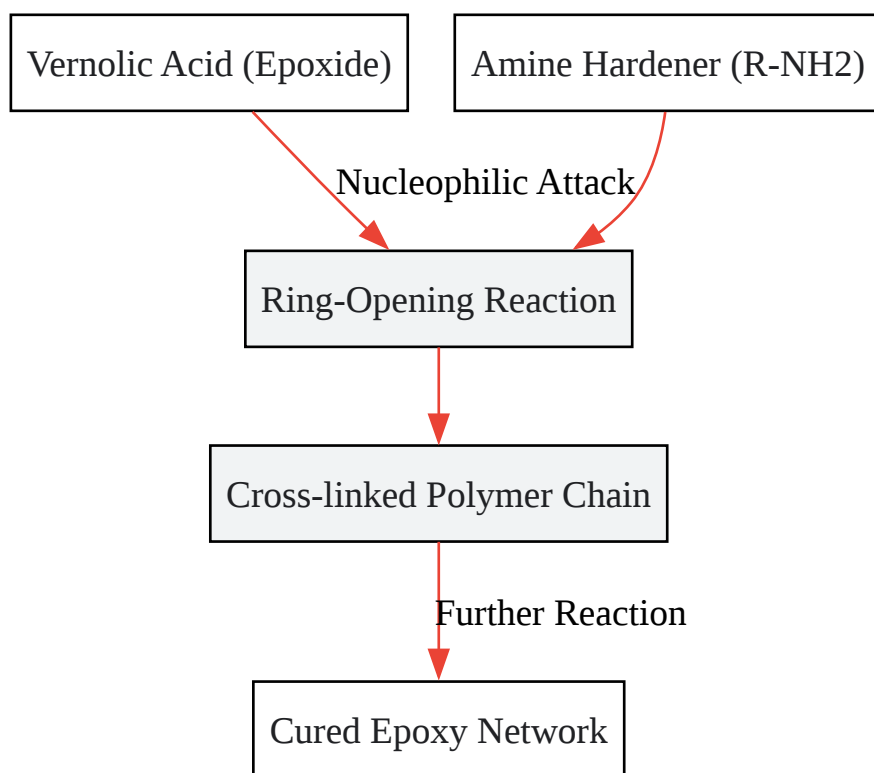 Vernolic Acid (Epoxide)
Amine Hardener (R-NH2)
Nucleophilic Attack
Ring-Opening Reaction
Cross-linked Polymer Chain
Further Reaction
Cured Epoxy Network